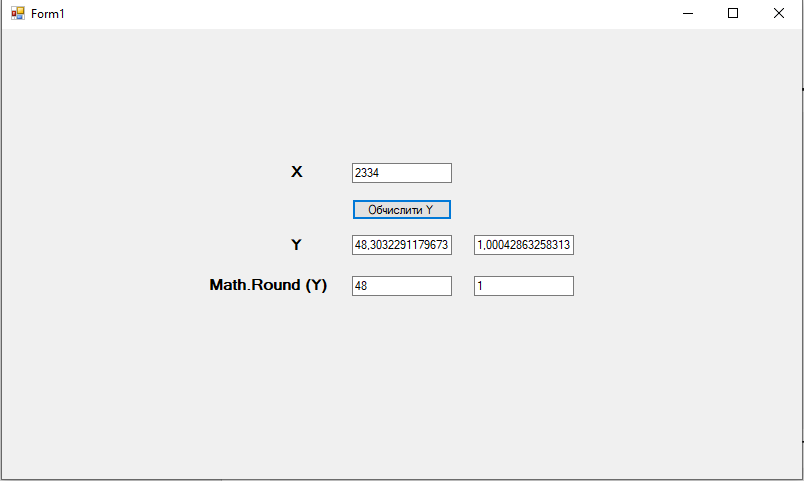 Form1
X 2334
Обчислити Y
Y 48,3032291179673 1,00042863258313
Math.Round (Y) 48 1